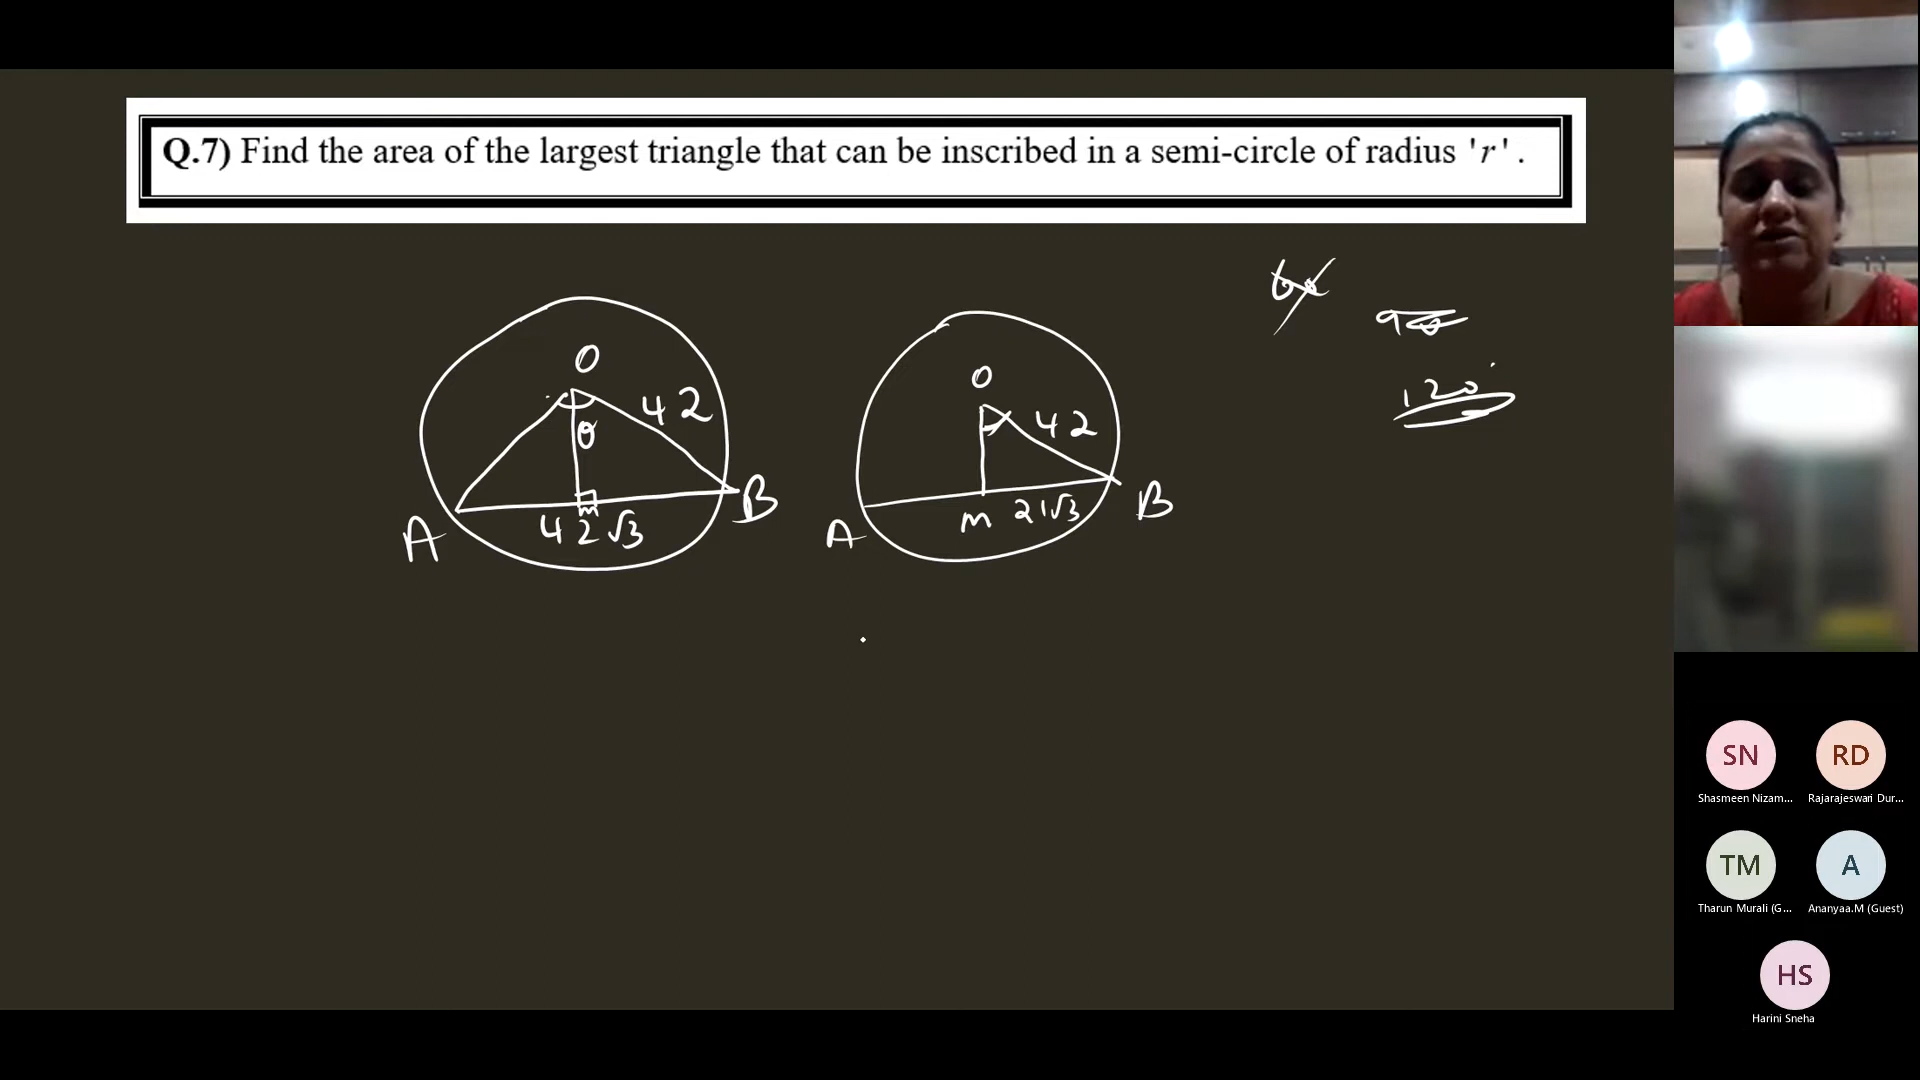 Q.7) Find the area of the largest triangle that can be inscribed in a semi-circle of radius 'r' .
O
42
θ
A
B
m
42√3
O
42
A
m
21√3
B
120°
SN
RD
Shasmeen Nizam...
Rajarajeswari Dur...
TM
A
Tharun Murali (G...
Ananyaa.M (Guest)
HS
Harini Sneha